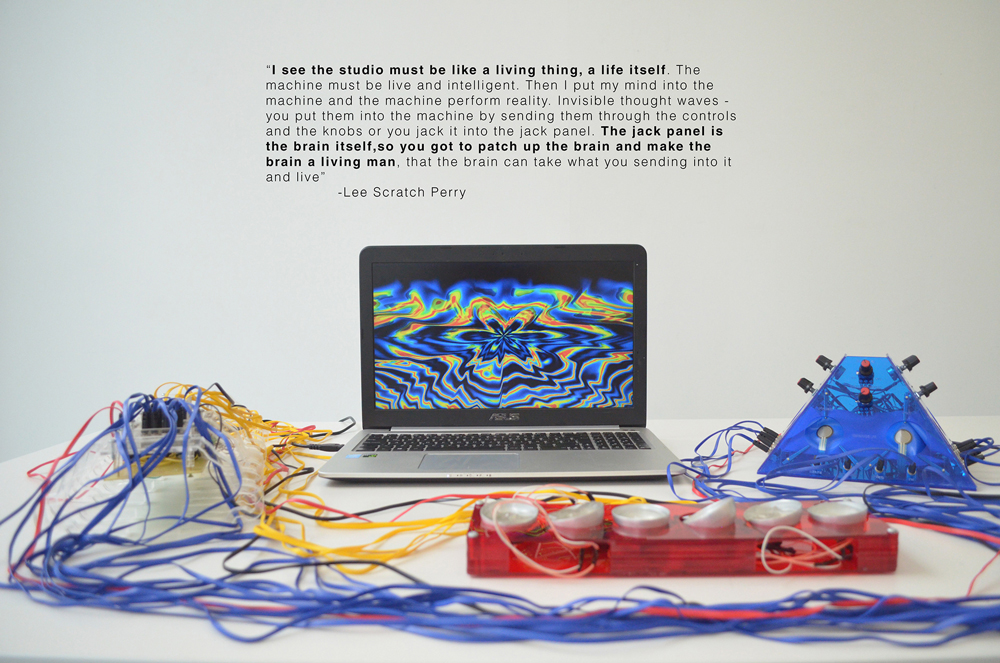 “I see the studio must be like a living thing, a life itself. The
machine must be live and intelligent. Then I put my mind into the
machine and the machine perform reality. Invisible thought waves -
you put them into the machine by sending them through the controls
and the knobs or you jack it into the jack panel. The jack panel is
the brain itself,so you got to patch up the brain and make the
brain a living man, that the brain can take what you sending into it
and live”
-Lee Scratch Perry
ASUS